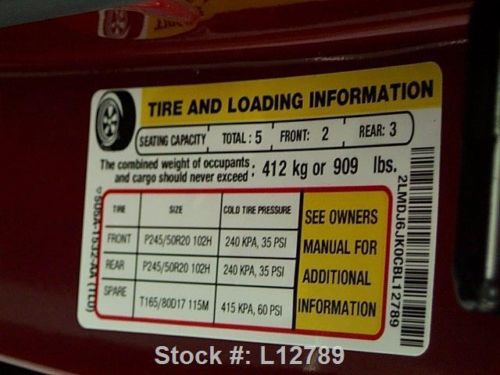 TIRE AND LOADING INFORMATION
SEATING CAPACITY TOTAL: 5 FRONT: 2 REAR: 3
The combined weight of occupants
and cargo should never exceed: 412 kg or 909 lbs.
TIRE SIZE COLD TIRE PRESSURE
FRONT P245/50R20 102H 240 KPA, 35 PSI
REAR P245/50R20 102H 240 KPA, 35 PSI
SPARE T165/80D17 115M 415 KPA, 60 PSI
SEE OWNERS
MANUAL FOR
ADDITIONAL
INFORMATION
2LMDJ6JK0CBL12789
Stock #: L12789